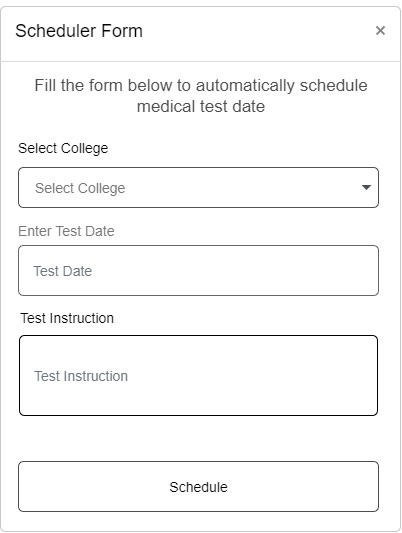 Scheduler Form ×
Fill the form below to automatically schedule
medical test date
Select College
Select College
Enter Test Date
Test Date
Test Instruction
Test Instruction
Schedule